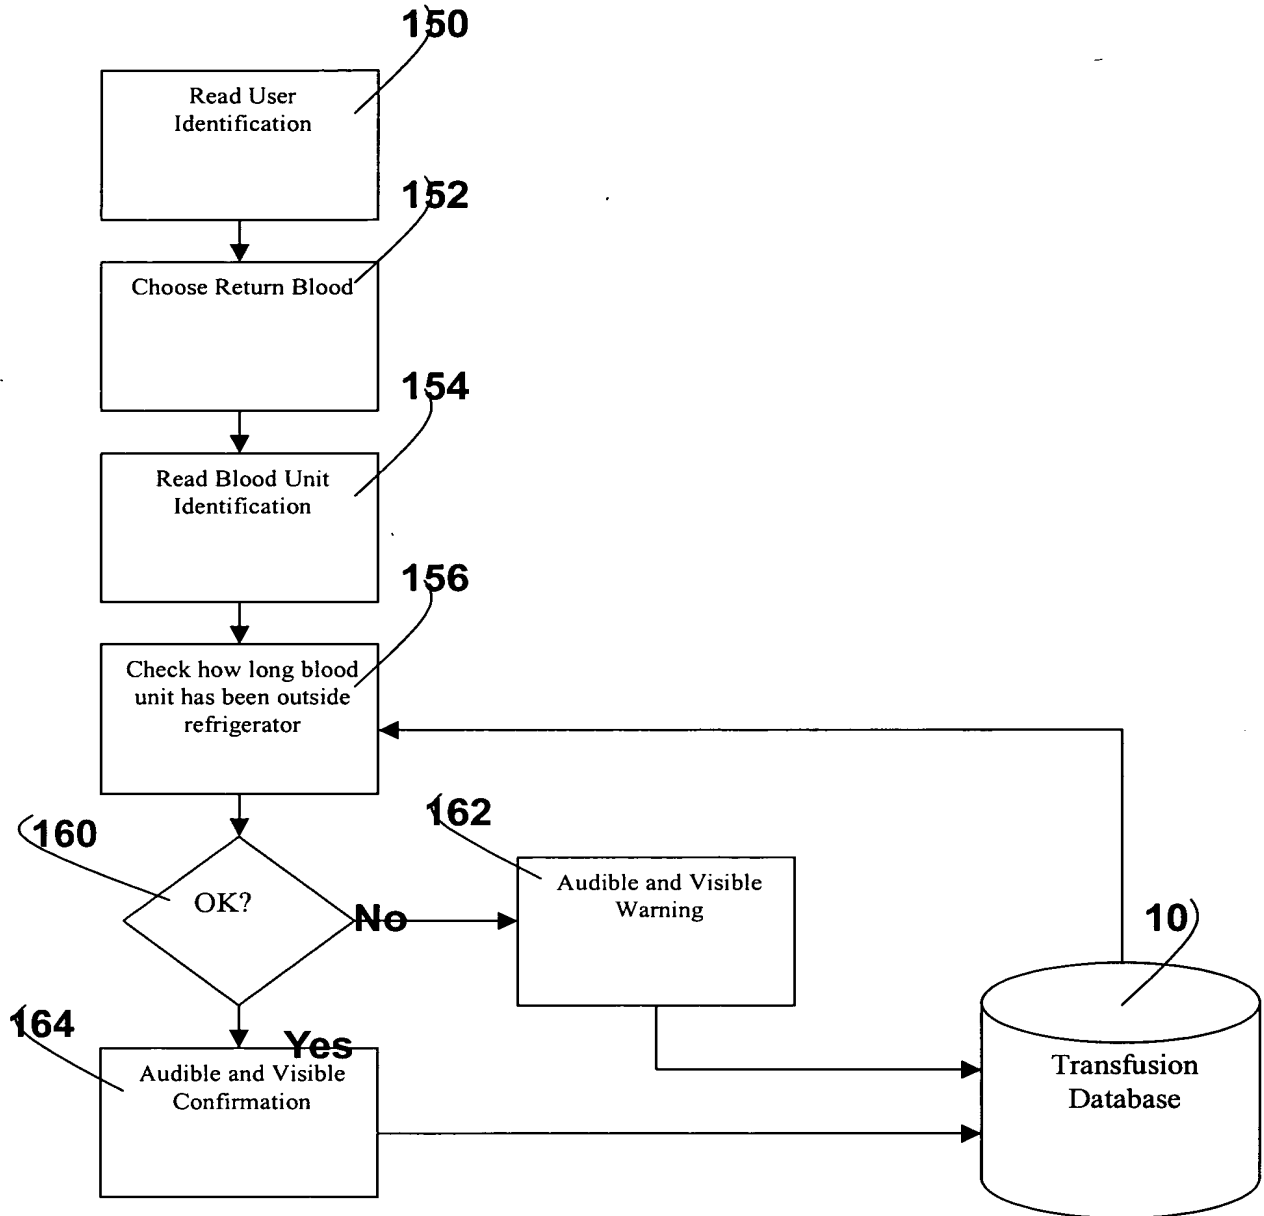 150
Read User
Identification
152
Choose Return Blood
154
Read Blood Unit
Identification
156
Check how long blood
unit has been outside
refrigerator
160
OK?
No
162
Audible and Visible
Warning
10
Transfusion
Database
164
Yes
Audible and Visible
Confirmation